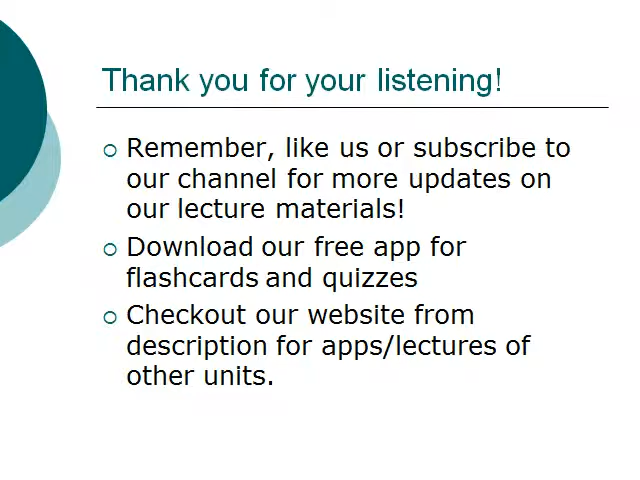 Thank you for your listening!
Remember, like us or subscribe to
our channel for more updates on
our lecture materials!
Download our free app for
flashcards and quizzes
Checkout our website from
description for apps/lectures of
other units.